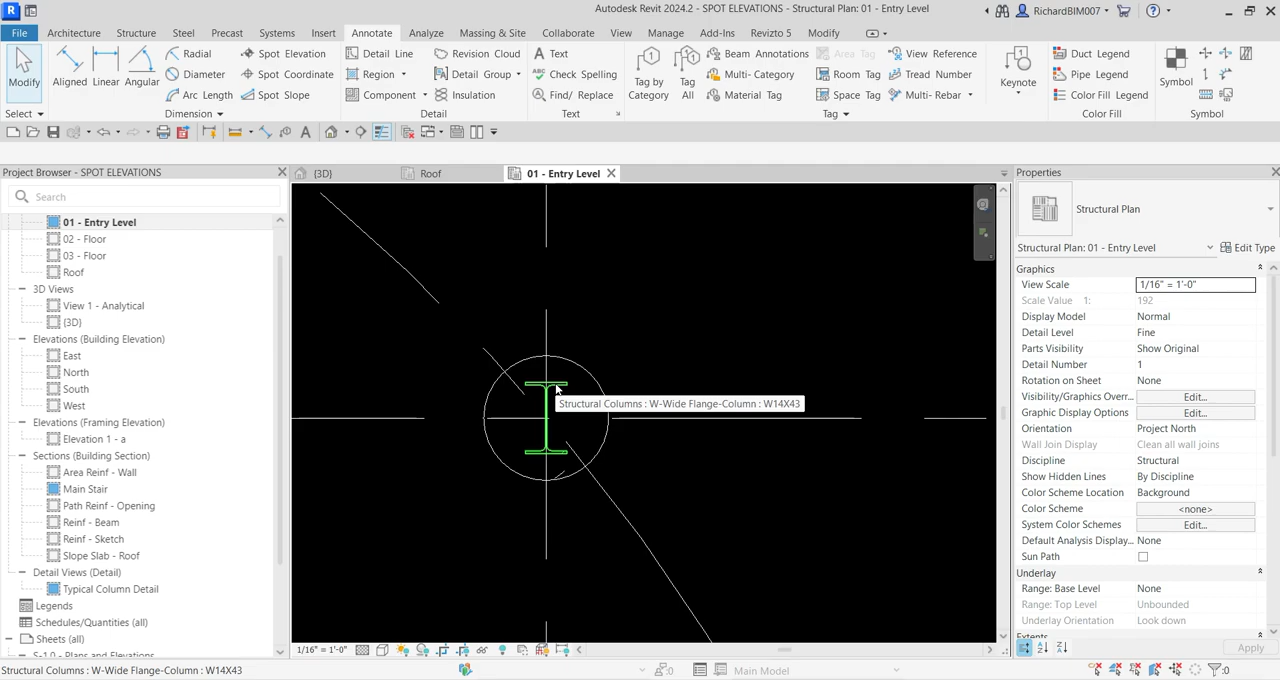 Autodesk Revit 2024.2 - SPOT ELEVATIONS - Structural Plan: 01 - Entry Level
RichardBIM007
File Architecture Structure Steel Precast Systems Insert Annotate Analyze Massing & Site Collaborate View Manage Add-Ins Revizto 5 Modify
Modify
Aligned Linear Angular
Radial
Diameter
Arc Length
Spot Elevation
Spot Coordinate
Spot Slope
Detail Line
Region
Component
Revision Cloud
Detail Group
Insulation
Text
Check Spelling
Find/ Replace
Tag by Category
Tag All
Beam Annotations
Multi- Category
Material Tag
Area Tag
Room Tag
Space Tag
View Reference
Tread Number
Multi- Rebar
Keynote
Duct Legend
Pipe Legend
Color Fill Legend
Symbol
Select Dimension Detail Text Tag Color Fill Symbol
Project Browser - SPOT ELEVATIONS
Search
01 - Entry Level
02 - Floor
03 - Floor
Roof
3D Views
View 1 - Analytical
{3D}
Elevations (Building Elevation)
East
North
South
West
Elevations (Framing Elevation)
Elevation 1 - a
Sections (Building Section)
Area Reinf - Wall
Main Stair
Path Reinf - Opening
Reinf - Beam
Reinf - Sketch
Slope Slab - Roof
Detail Views (Detail)
Typical Column Detail
Legends
Schedules/Quantities (all)
Sheets (all)
S-1.0 - Plans and Elevations
{3D} Roof 01 - Entry Level
Structural Columns : W-Wide Flange-Column : W14X43
Properties
Structural Plan
Structural Plan: 01 - Entry Level Edit Type
Graphics
View Scale 1/16" = 1'-0"
Scale Value 1: 192
Display Model Normal
Detail Level Fine
Parts Visibility Show Original
Detail Number 1
Rotation on Sheet None
Visibility/Graphics Overr... Edit...
Graphic Display Options Edit...
Orientation Project North
Wall Join Display Clean all wall joins
Discipline Structural
Show Hidden Lines By Discipline
Color Scheme Location Background
Color Scheme <none>
System Color Schemes Edit...
Default Analysis Display... None
Sun Path
Underlay
Range: Base Level None
Range: Top Level Unbounded
Underlay Orientation Look down
Extents
Apply
1/16" = 1'-0"
Structural Columns : W-Wide Flange-Column : W14X43
:0
Main Model
:0